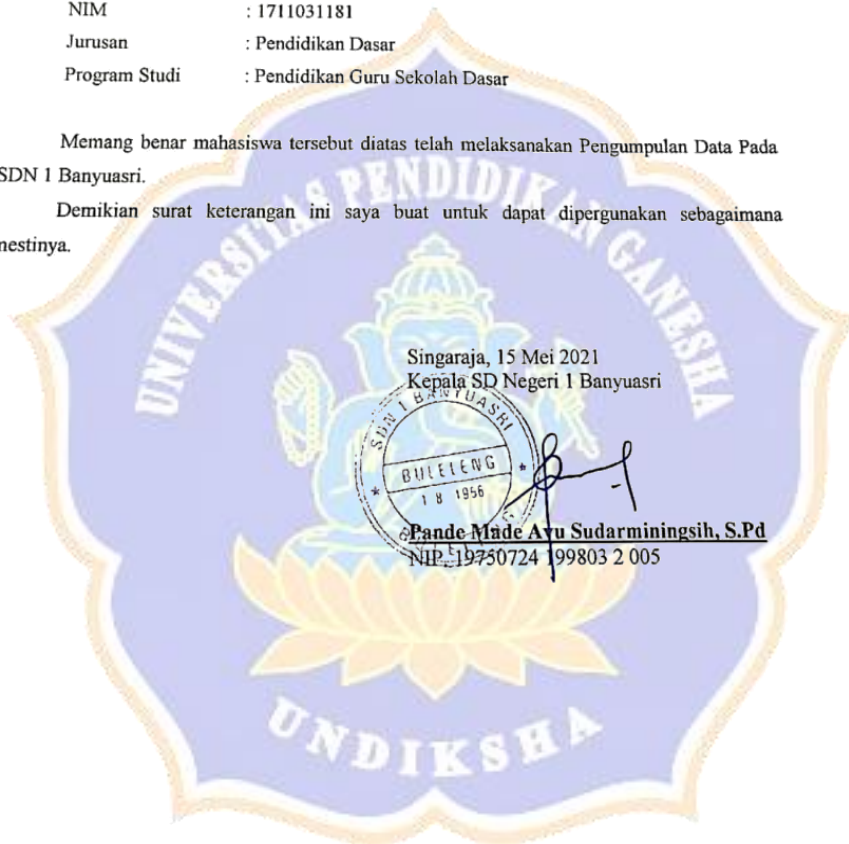 NIM : 1711031181
Jurusan : Pendidikan Dasar
Program Studi : Pendidikan Guru Sekolah Dasar
Memang benar mahasiswa tersebut diatas telah melaksanakan Pengumpulan Data Pada
SDN 1 Banyuasri.
Demikian surat keterangan ini saya buat untuk dapat dipergunakan sebagaimana
mestinya.
UNIVERSITAS PENDIDIKAN GANESHA
Singaraja, 15 Mei 2021
Kepala SD Negeri 1 Banyuasri
SDN 1 BANYUASRI
BULELENG
1 8 1956
Pande Made Ayu Sudarminingsih, S.Pd
NIP. 19750724 199803 2 005
UNDIKSHA